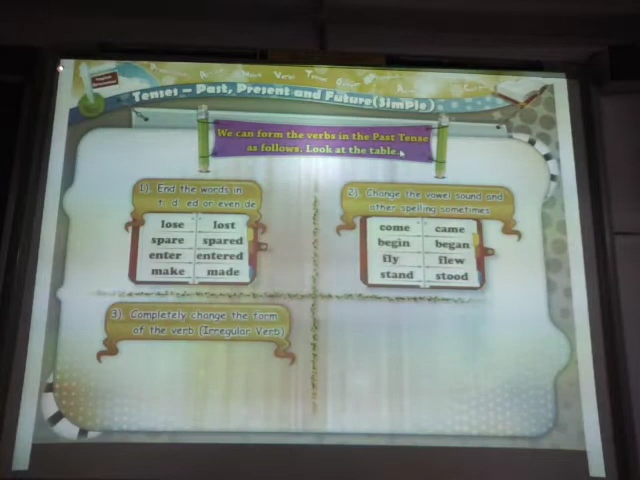 Tenses – Past, Present and Future(Simple)
We can form the verbs in the Past Tense
as follows. Look at the table.
1). End the words in
t, d, ed or even de
lose lost
spare spared
enter entered
make made
2). Change the vowel sound and
other spelling sometimes
come came
begin began
fly flew
stand stood
3). Completely change the form
of the verb (Irregular Verb)